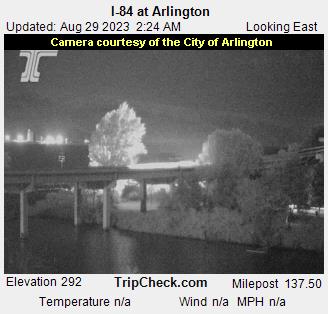 I-84 at Arlington
Updated: Aug 29 2023 2:24 AM Looking East
Camera courtesy of the City of Arlington
Elevation 292 TripCheck.com Milepost 137.50
Temperature n/a Wind n/a MPH n/a